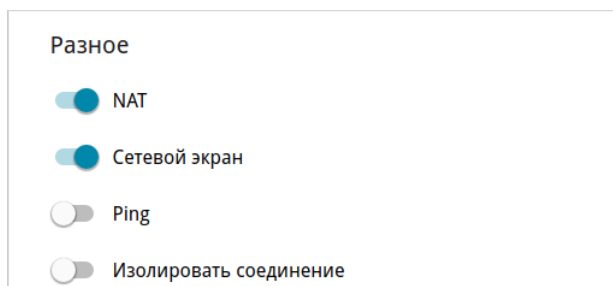 Разное
NAT
Сетевой экран
Ping
Изолировать соединение